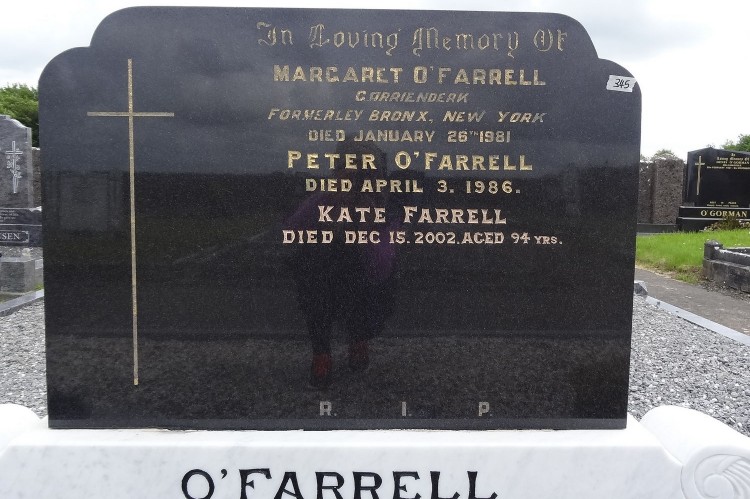 In Loving Memory Of
345
MARGARET O'FARRELL
CORRIENDERK
FORMERLEY BRONX, NEW YORK
DIED JANUARY 26TH 1981
PETER O'FARRELL
DIED APRIL 3. 1986.
KATE FARRELL
DIED DEC 15. 2002. AGED 94 YRS.
R. I. P.
O'FARRELL
O'GORMAN